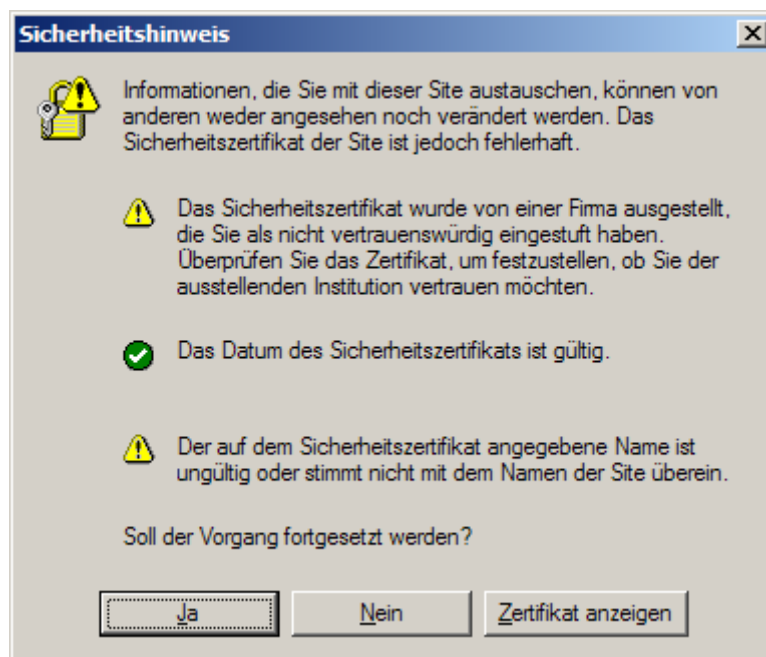 Sicherheitshinweis
Informationen, die Sie mit dieser Site austauschen, können von
anderen weder angesehen noch verändert werden. Das
Sicherheitszertifikat der Site ist jedoch fehlerhaft.
Das Sicherheitszertifikat wurde von einer Firma ausgestellt,
die Sie als nicht vertrauenswürdig eingestuft haben.
Überprüfen Sie das Zertifikat, um festzustellen, ob Sie der
ausstellenden Institution vertrauen möchten.
Das Datum des Sicherheitszertifikats ist gültig.
Der auf dem Sicherheitszertifikat angegebene Name ist
ungültig oder stimmt nicht mit dem Namen der Site überein.
Soll der Vorgang fortgesetzt werden?
Ja Nein Zertifikat anzeigen